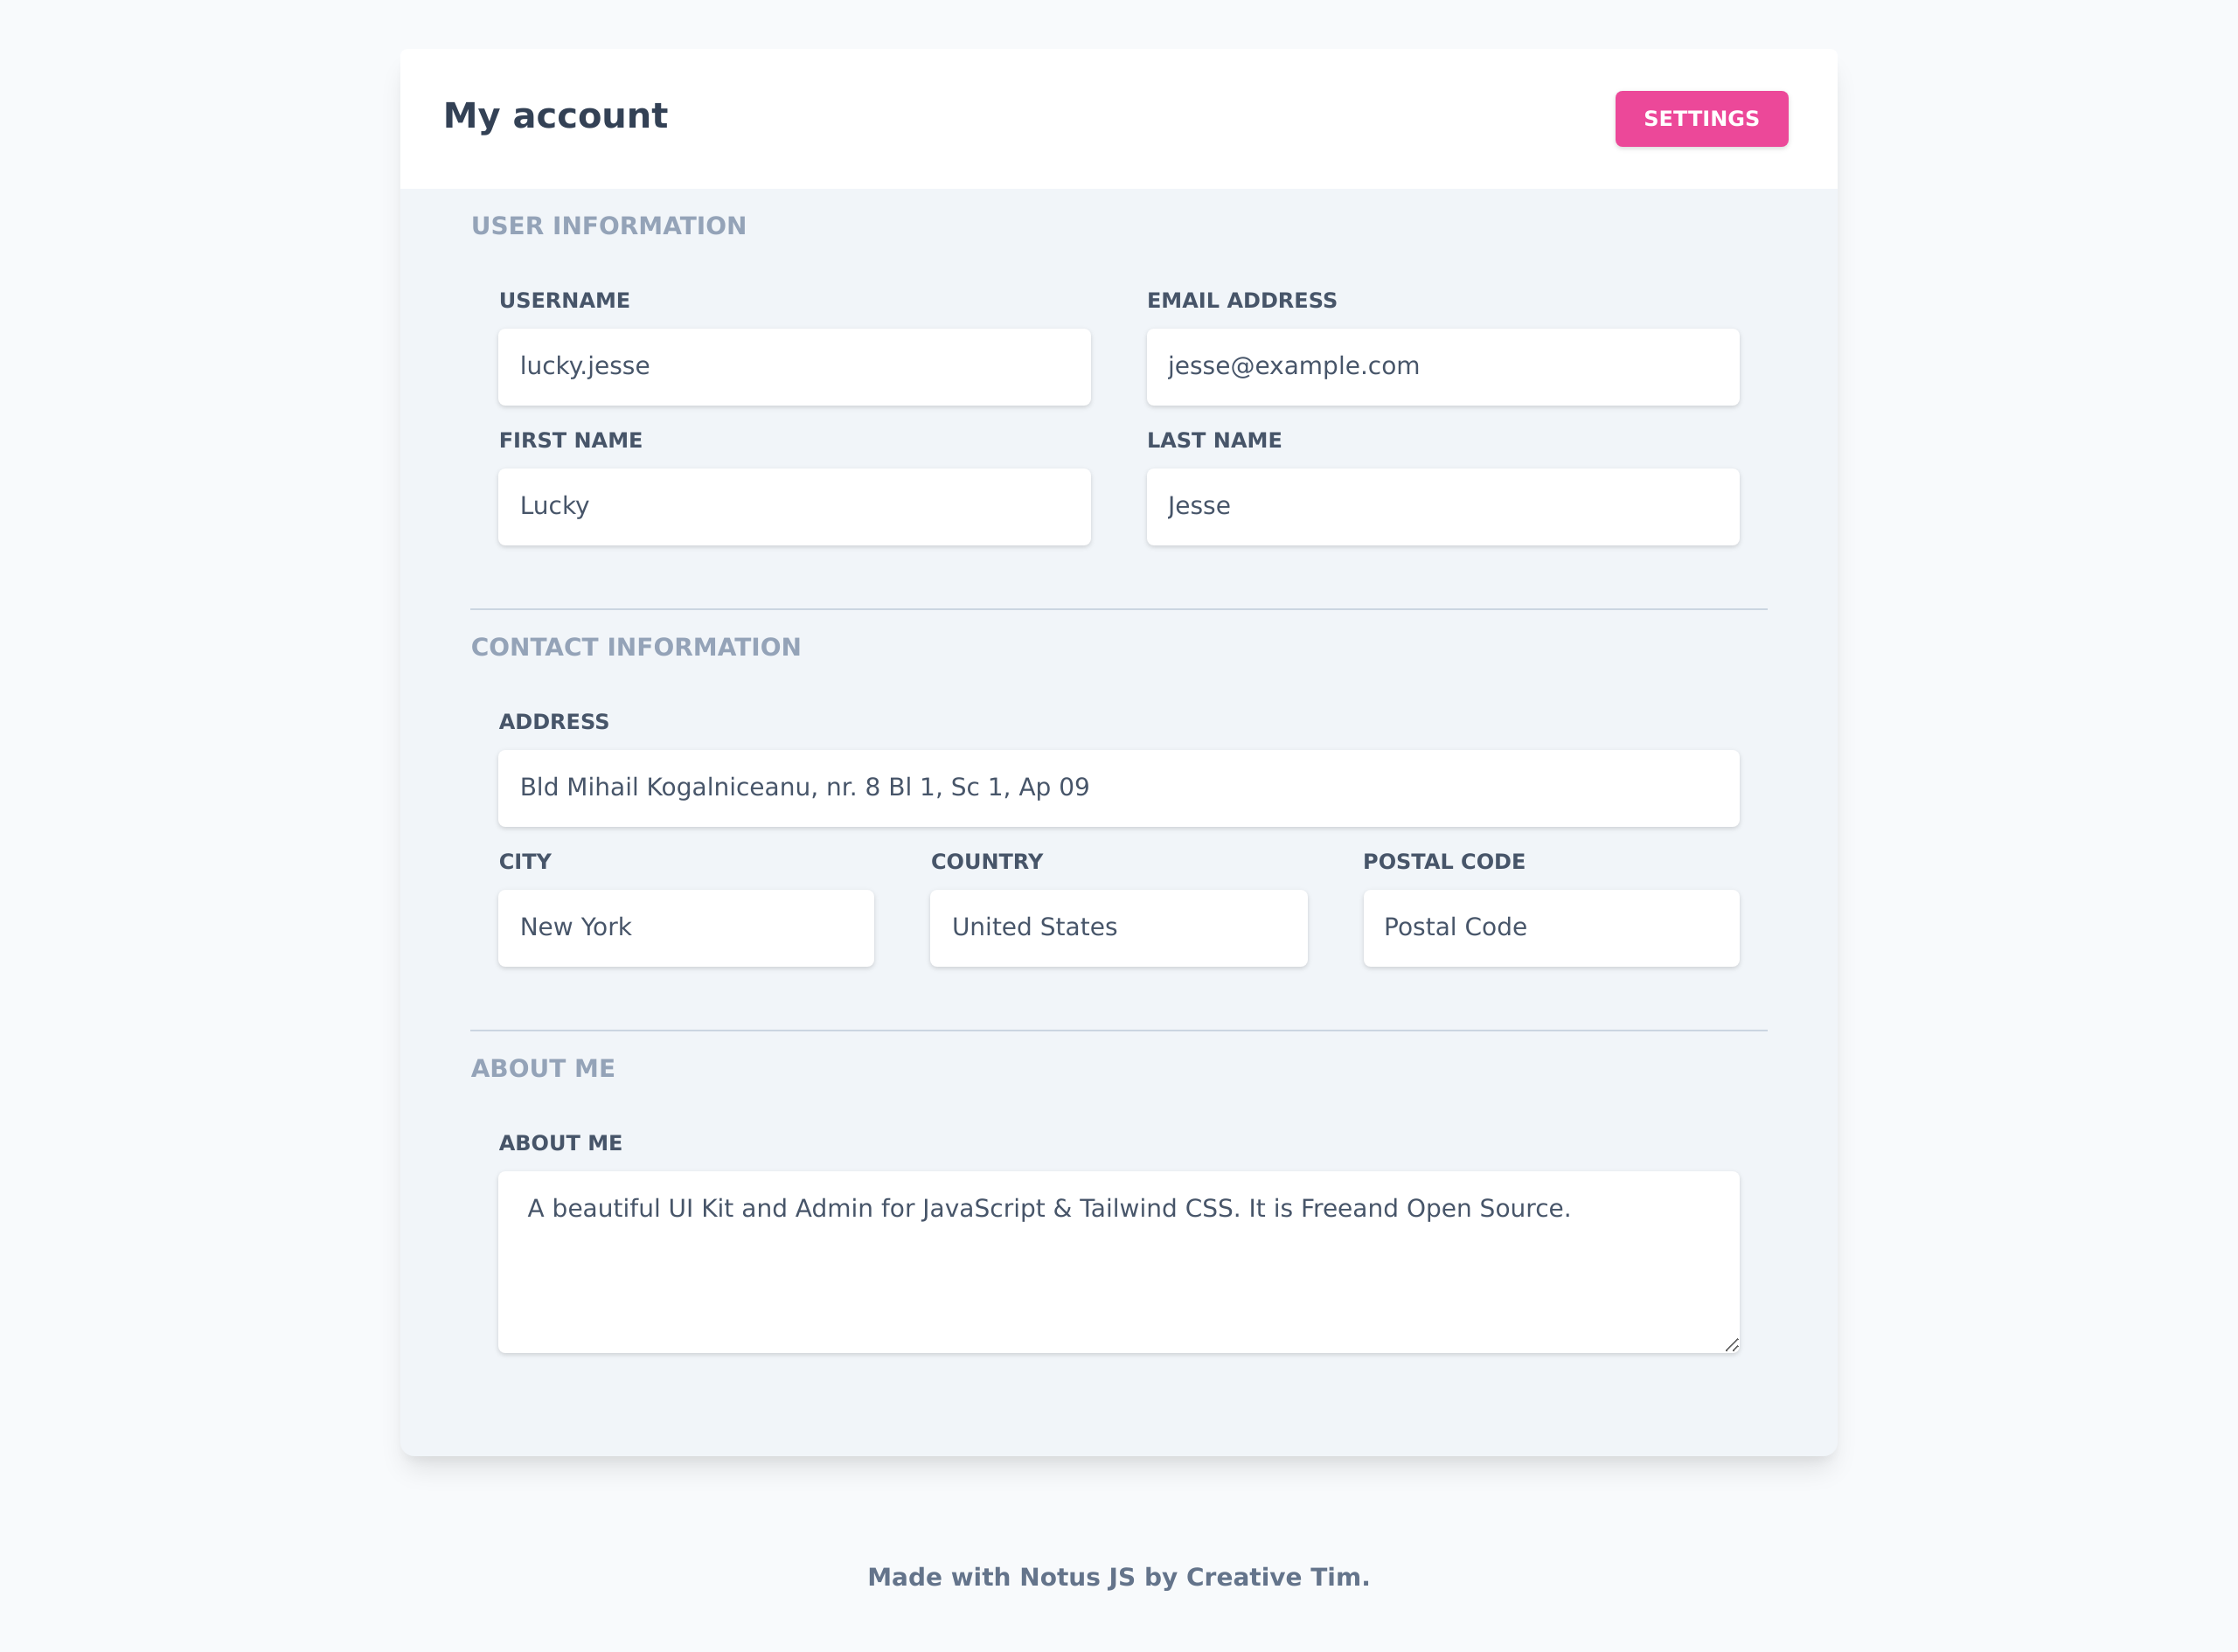 My account
SETTINGS
USER INFORMATION
USERNAME
EMAIL ADDRESS
lucky.jesse
jesse@example.com
FIRST NAME
LAST NAME
Lucky
Jesse
CONTACT INFORMATION
ADDRESS
Bld Mihail Kogalniceanu, nr. 8 Bl 1, Sc 1, Ap 09
CITY
COUNTRY
POSTAL CODE
New York
United States
Postal Code
ABOUT ME
ABOUT ME
A beautiful UI Kit and Admin for JavaScript & Tailwind CSS. It is Freeand Open Source.
Made with Notus JS by Creative Tim.